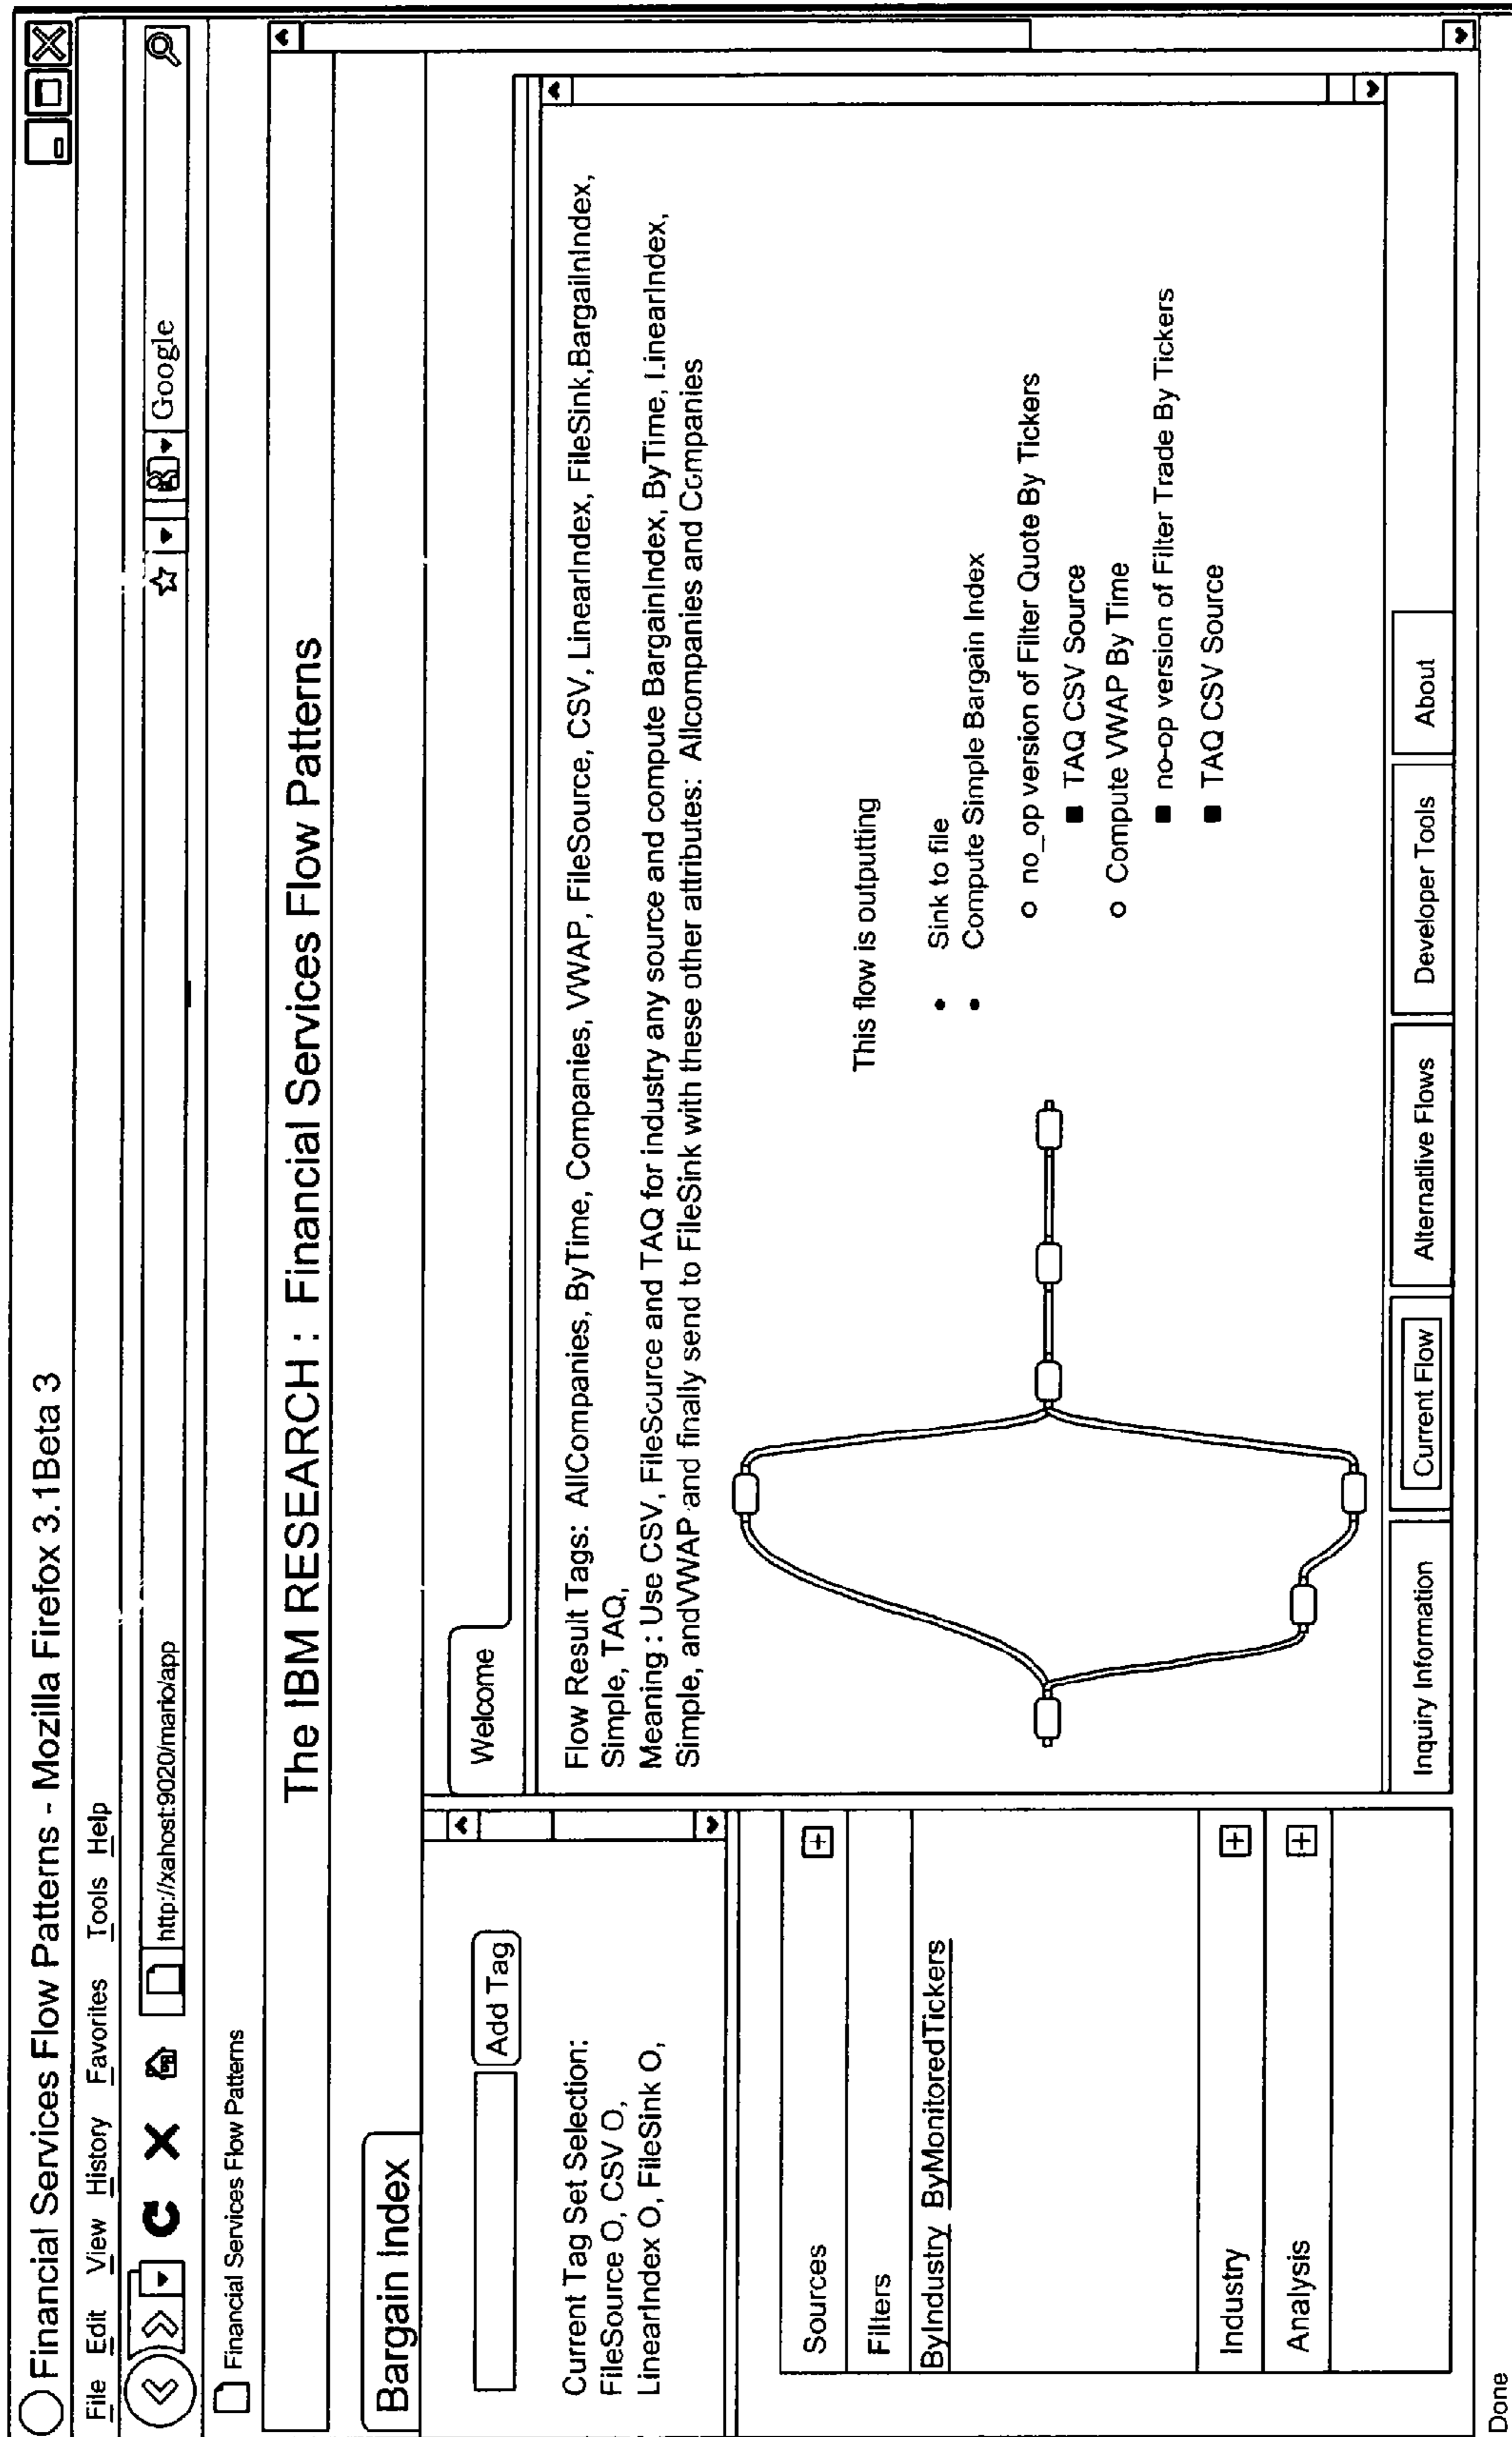 Financial Services Flow Patterns - Mozilla Firefox 3.1Beta 3
File Edit View History Favorites Tools Help
http://xahost:9020/mario/app
Google
Financial Services Flow Patterns
The IBM RESEARCH : Financial Services Flow Patterns
Bargain Index
Add Tag
Current Tag Set Selection:
FileSource O, CSV O,
LinearIndex O, FileSink O,
Sources
Filters
ByIndustry ByMonitoredTickers
Industry
Analysis
Welcome
Flow Result Tags: AllCompanies, ByTime, Companies, VWAP, FileSource, CSV, LinearIndex, FileSink,BargainIndex,
Simple, TAQ,
Meaning : Use CSV, FileSource and TAQ for industry any source and compute BargainIndex, ByTime, LinearIndex,
Simple, andVWAP and finally send to FileSink with these other attributes: Allcompanies and Companies
This flow is outputting
• Sink to file
• Compute Simple Bargain Index
o no_op version of Filter Quote By Tickers
■ TAQ CSV Source
o Compute VWAP By Time
■ no-op version of Filter Trade By Tickers
■ TAQ CSV Source
Inquiry Information
Current Flow
Alternative Flows
Developer Tools
About
Done